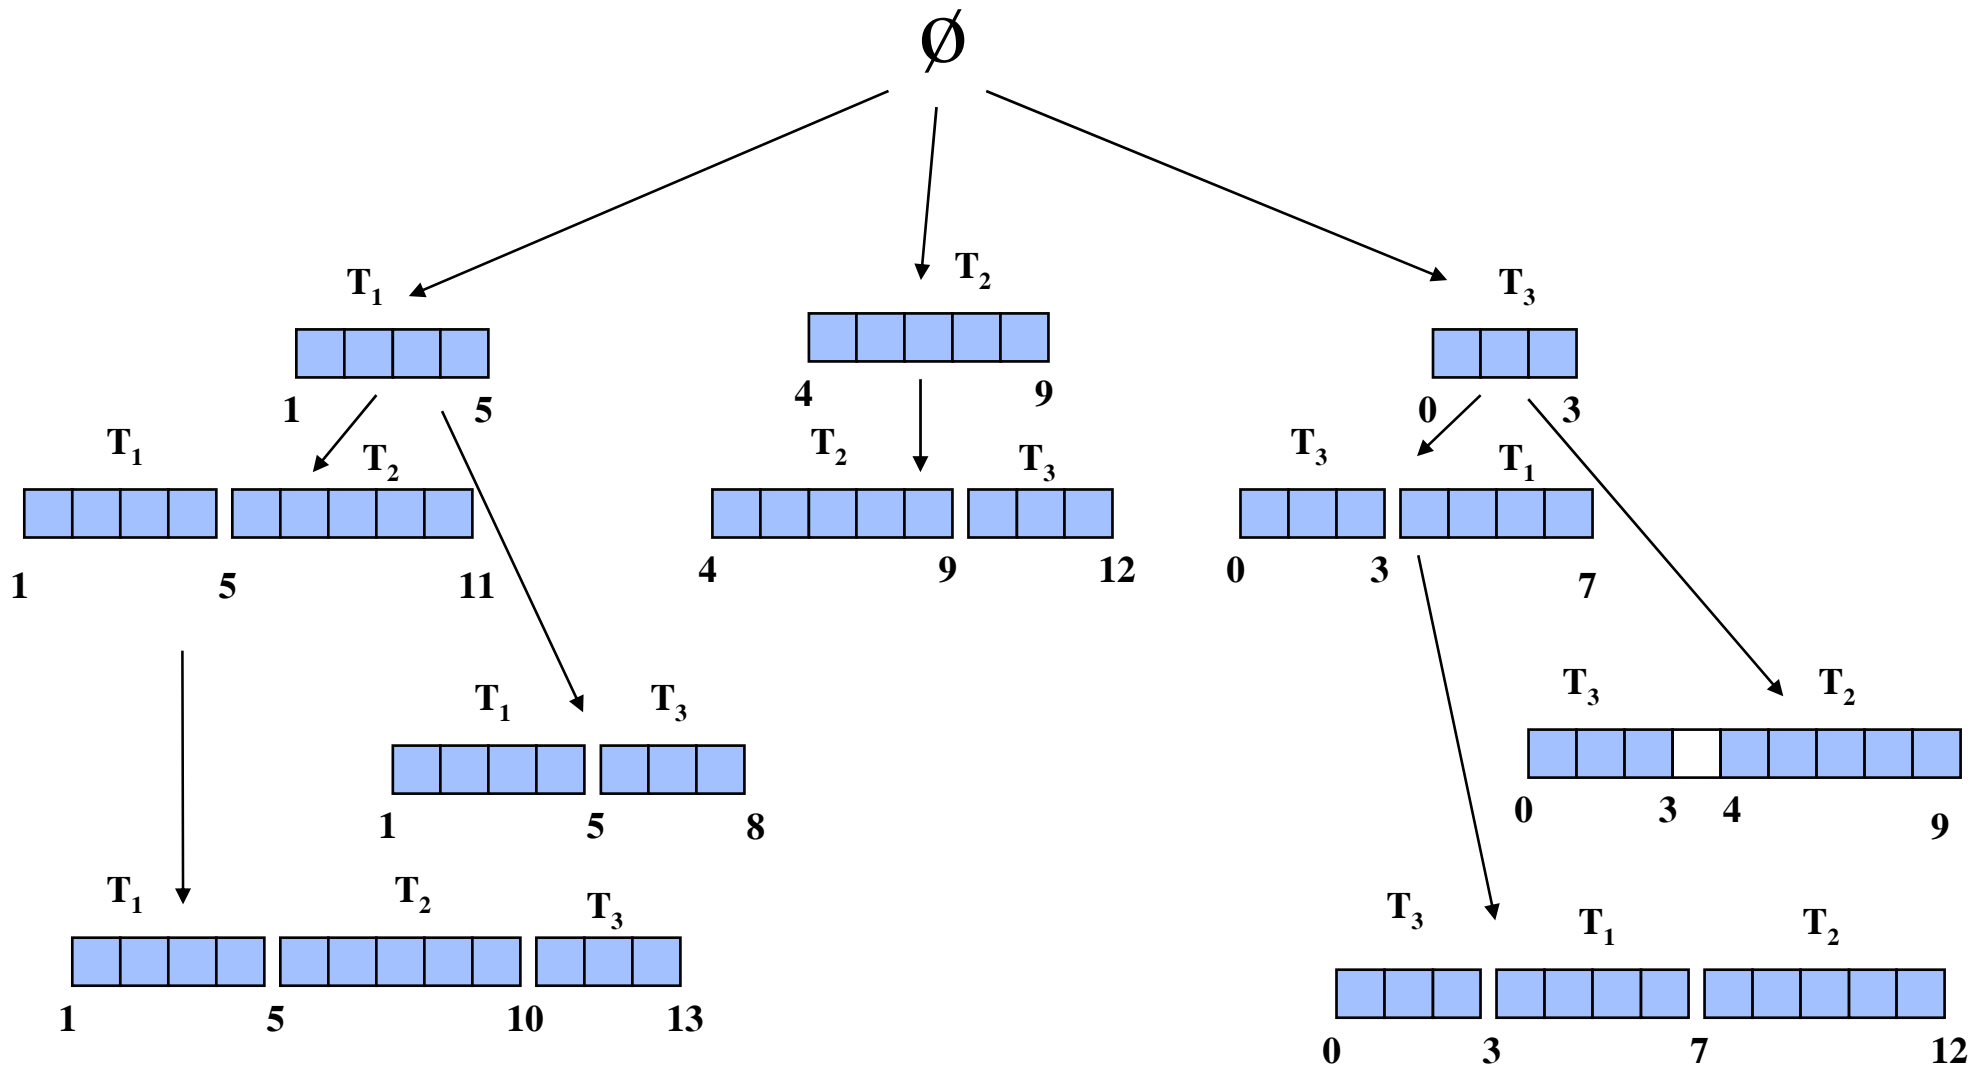 Ø
T₂
T₁ T₃
4 9
1 5 0 3
T₁ T₂ T₂ T₃ T₃ T₁
4 9 12 0 3
1 5 11 7
T₁ T₃ T₃ T₂
0 3 4 9
1 5 8
T₁ T₂ T₃ T₃ T₁ T₂
1 5 10 13
0 3 7 12